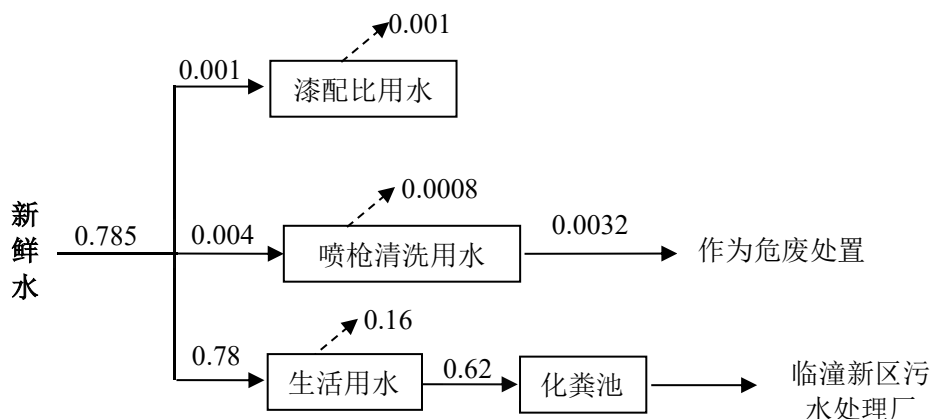 0.001
0.001
漆配比用水
新
鲜
水
0.785
0.0008
0.004
喷枪清洗用水
0.0032
作为危废处置
0.16
0.78
生活用水
0.62
化粪池
临潼新区污
水处理厂